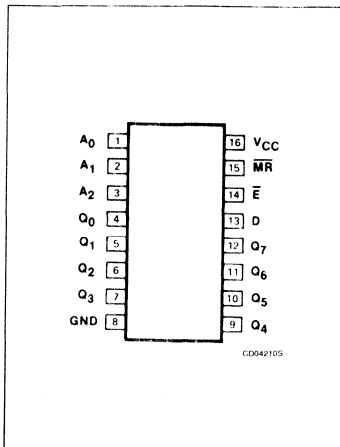 A0 1 16 VCC
A1 2 15 M̅R̅
A2 3 14 E̅
Q0 4 13 D
Q1 5 12 Q7
Q2 6 11 Q6
Q3 7 10 Q5
GND 8 9 Q4
CD04210S